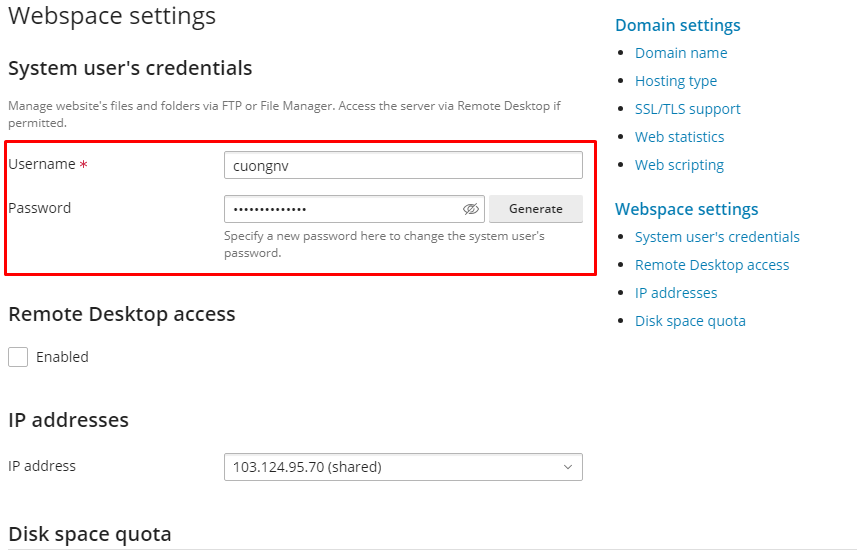 Webspace settings
System user's credentials
Manage website's files and folders via FTP or File Manager. Access the server via Remote Desktop if
permitted.
Username *
cuongnv
Password
••••••••••••••
Generate
Specify a new password here to change the system user's
password.
Remote Desktop access
Enabled
IP addresses
IP address
103.124.95.70 (shared)
Disk space quota
Domain settings
Domain name
Hosting type
SSL/TLS support
Web statistics
Web scripting
Webspace settings
System user's credentials
Remote Desktop access
IP addresses
Disk space quota